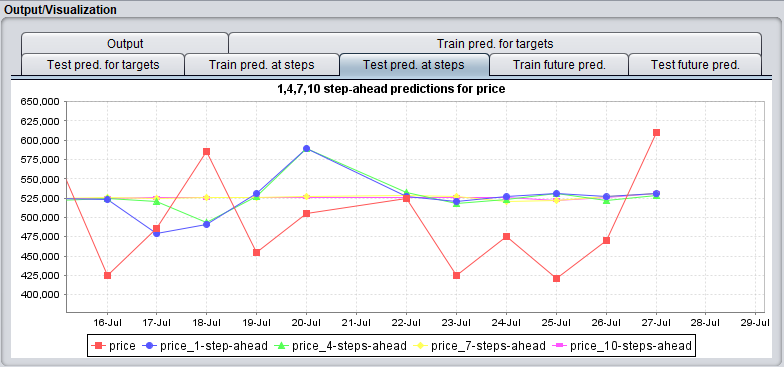 Output/Visualization
Output
Train pred. for targets
Test pred. for targets
Train pred. at steps
Test pred. at steps
Train future pred.
Test future pred.
1,4,7,10 step-ahead predictions for price
650,000
625,000
600,000
575,000
550,000
525,000
500,000
475,000
450,000
425,000
400,000
16-Jul 17-Jul 18-Jul 19-Jul 20-Jul 21-Jul 22-Jul 23-Jul 24-Jul 25-Jul 26-Jul 27-Jul 28-Jul 29-Jul
price price_1-step-ahead price_4-steps-ahead price_7-steps-ahead price_10-steps-ahead